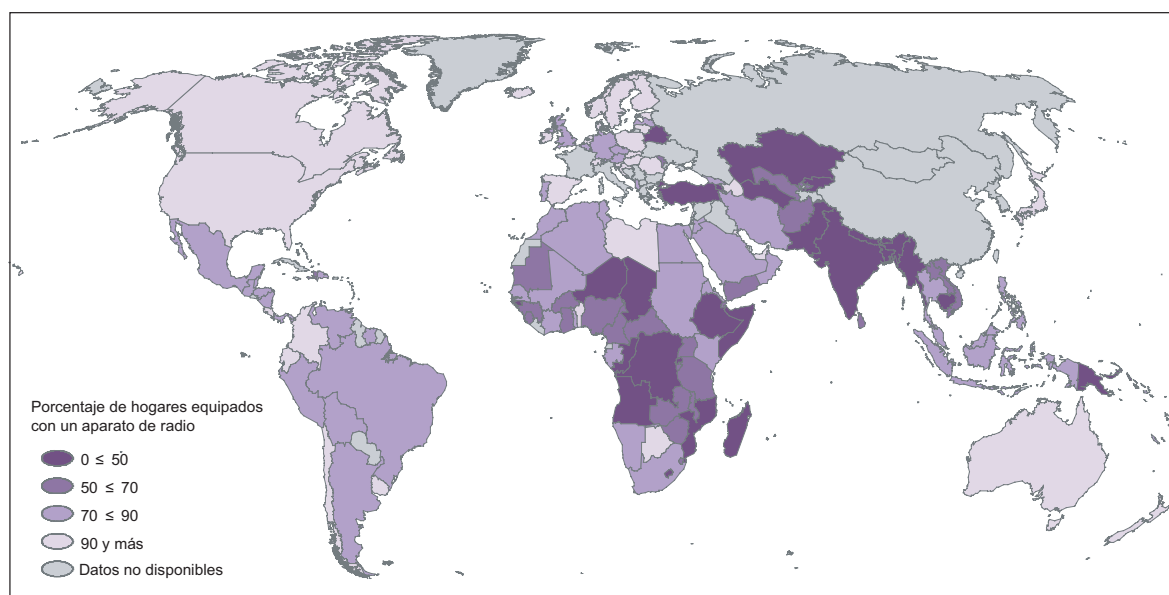 Porcentaje de hogares equipados
con un aparato de radio
0 ≤ 50
50 ≤ 70
70 ≤ 90
90 y más
Datos no disponibles